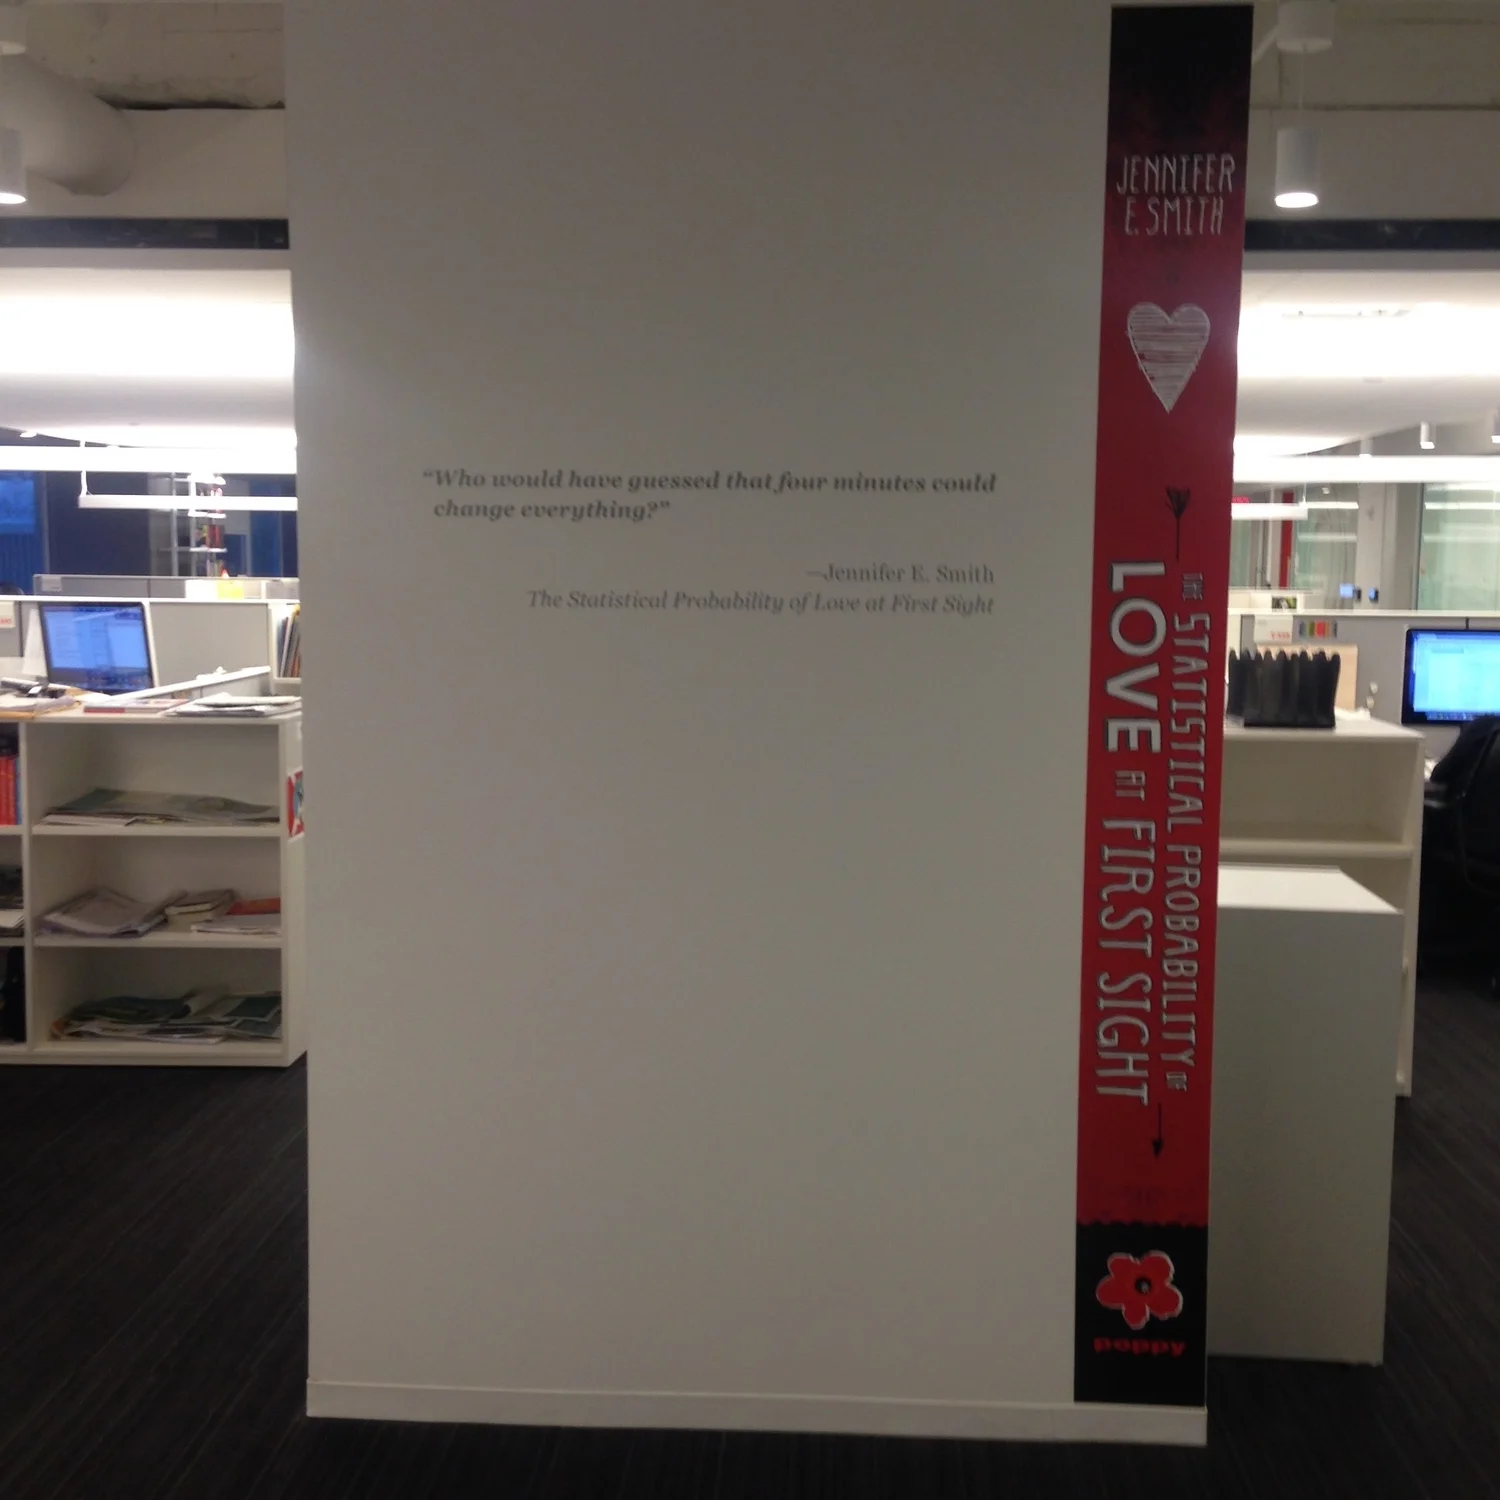 “Who would have guessed that four minutes could
change everything?”
—Jennifer E. Smith
The Statistical Probability of Love at First Sight
JENNIFER
E. SMITH
THE STATISTICAL PROBABILITY OF
LOVE AT FIRST SIGHT
poppy